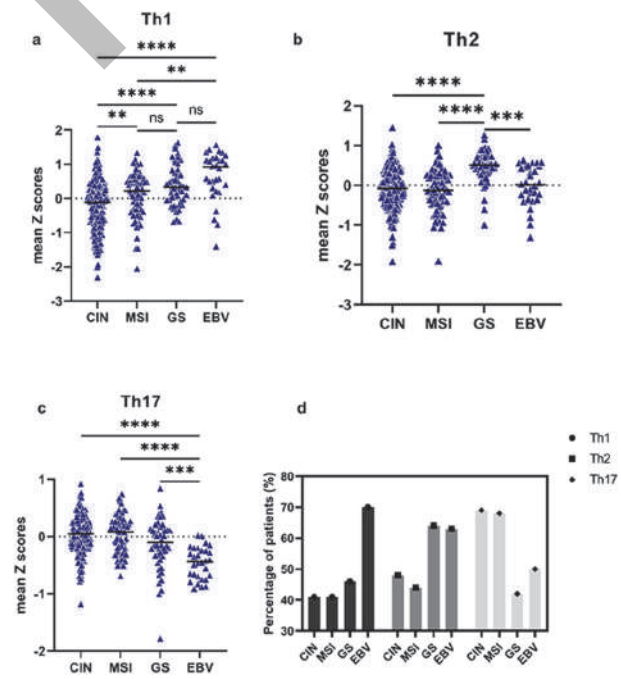 Th1
a
****
**
****
ns
**
ns
2
1
0
-1
-2
-3
mean Z scores
CIN MSI GS EBV
b
Th2
****
**** ***
2
1
0
-1
-2
-3
mean Z scores
CIN MSI GS EBV
c
Th17
****
****
***
1
0
-1
-2
mean Z scores
CIN MSI GS EBV
d
Th1
Th2
Th17
80
70
60
50
40
30
Percentage of patients (%)
CIN MSI GS EBV CIN MSI GS EBV CIN MSI GS EBV